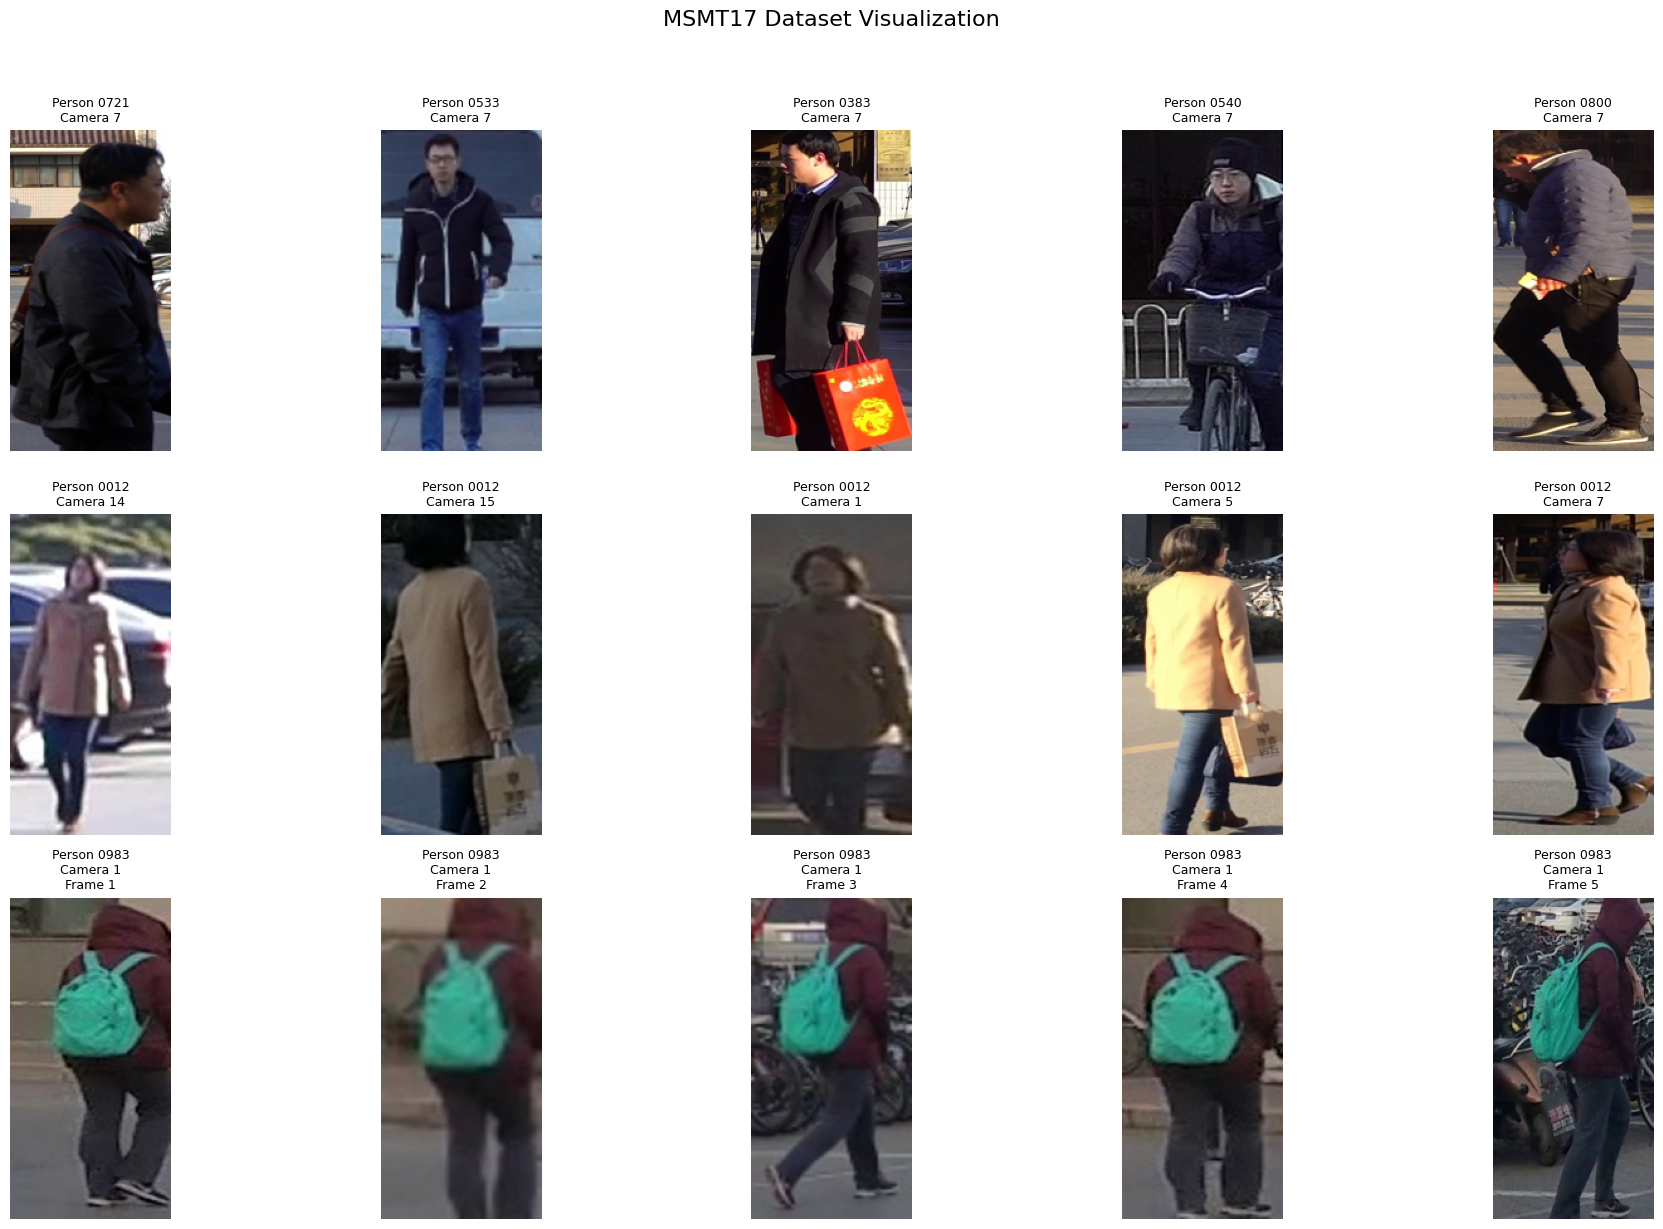 MSMT17 Dataset Visualization
Person 0721
Camera 7
Person 0533
Camera 7
Person 0383
Camera 7
Person 0540
Camera 7
Person 0800
Camera 7
Person 0012
Camera 14
Person 0012
Camera 15
Person 0012
Camera 1
Person 0012
Camera 5
Person 0012
Camera 7
Person 0983
Camera 1
Frame 1
Person 0983
Camera 1
Frame 2
Person 0983
Camera 1
Frame 3
Person 0983
Camera 1
Frame 4
Person 0983
Camera 1
Frame 5